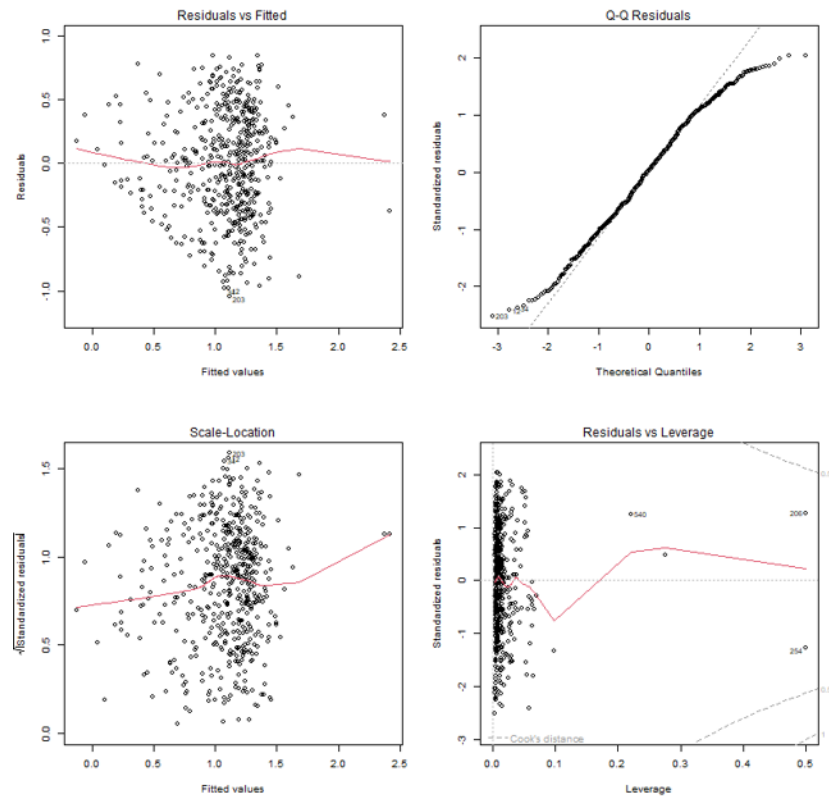 Residuals vs Fitted
Residuals
1.0
0.5
0.0
-0.5
-1.0
203
0.0 0.5 1.0 1.5 2.0 2.5
Fitted values
Q-Q Residuals
Standardized residuals
2
1
0
-1
-2
203
-3 -2 -1 0 1 2 3
Theoretical Quantiles
Scale-Location
√|Standardized residuals|
1.5
1.0
0.5
0.0
203
0.0 0.5 1.0 1.5 2.0 2.5
Fitted values
Residuals vs Leverage
Standardized residuals
2
1
0
-1
-2
-3
540
206
254
1
Cook's distance
0.0 0.1 0.2 0.3 0.4 0.5
Leverage